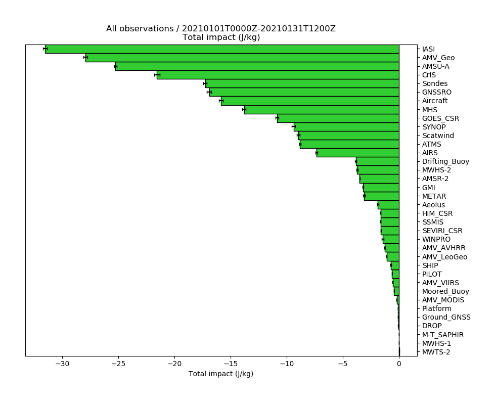 All observations / 20210101T0000Z-20210131T1200Z
Total impact (J/kg)
IASI
AMV_Geo
AMSU-A
CrIS
Sondes
GNSSRO
Aircraft
MHS
GOES_CSR
SYNOP
Scatwind
ATMS
AIRS
Drifting_Buoy
MWHS-2
AMSR-2
GMI
METAR
Aeolus
HIM_CSR
SSMIS
SEVIRI_CSR
WINPRO
AMV_AVHRR
AMV_LeoGeo
SHIP
PILOT
AMV_VIIRS
Moored_Buoy
AMV_MODIS
Platform
Ground_GNSS
DROP
M-T_SAPHIR
MWHS-1
MWTS-2
−30 −25 −20 −15 −10 −5 0
Total impact (J/kg)